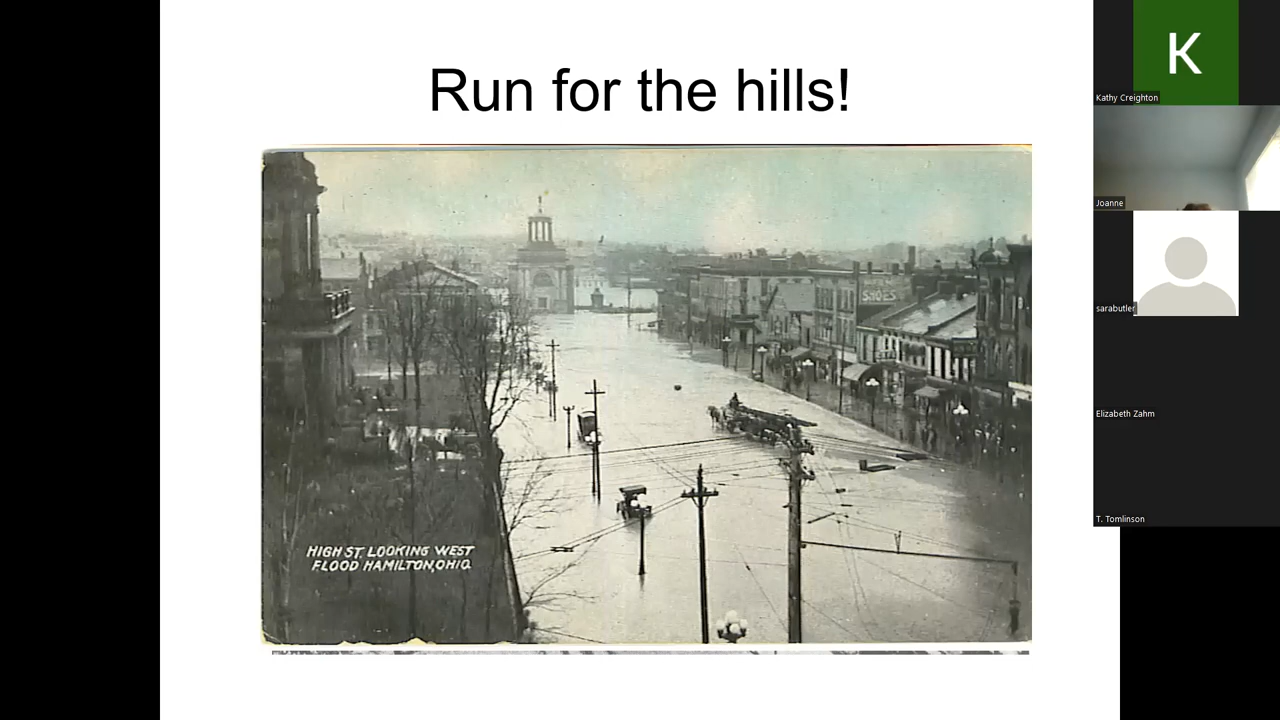 Run for the hills!
SHOES
HIGH ST. LOOKING WEST
FLOOD HAMILTON, OHIO.
K
Kathy Creighton
Joanne
sarabutler
Elizabeth Zahm
T. Tomlinson